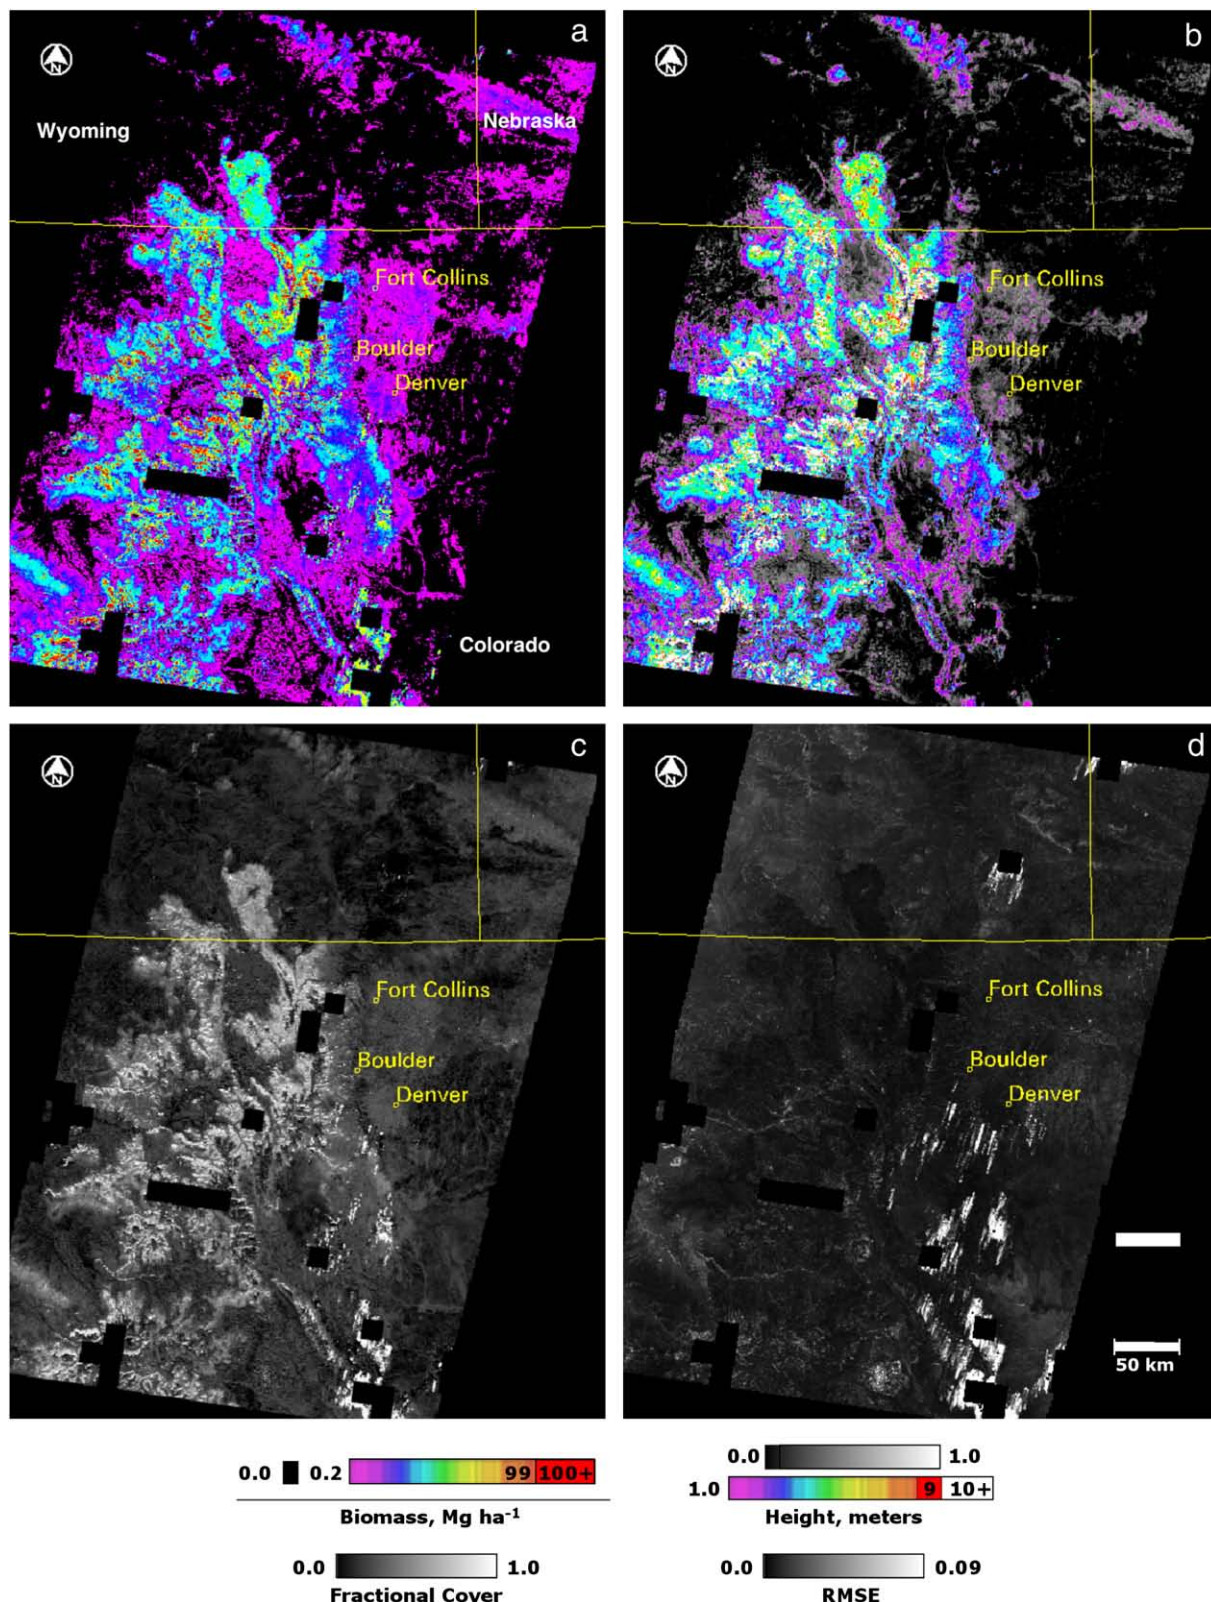 a
N
Wyoming
Nebraska
Fort Collins
Boulder
Denver
Colorado
b
N
Fort Collins
Boulder
Denver
c
N
Fort Collins
Boulder
Denver
d
N
Fort Collins
Boulder
Denver
50 km
0.0 0.2 99 100+
Biomass, Mg ha-1
0.0 1.0
Fractional Cover
0.0 1.0
1.0 9 10+
Height, meters
0.0 0.09
RMSE